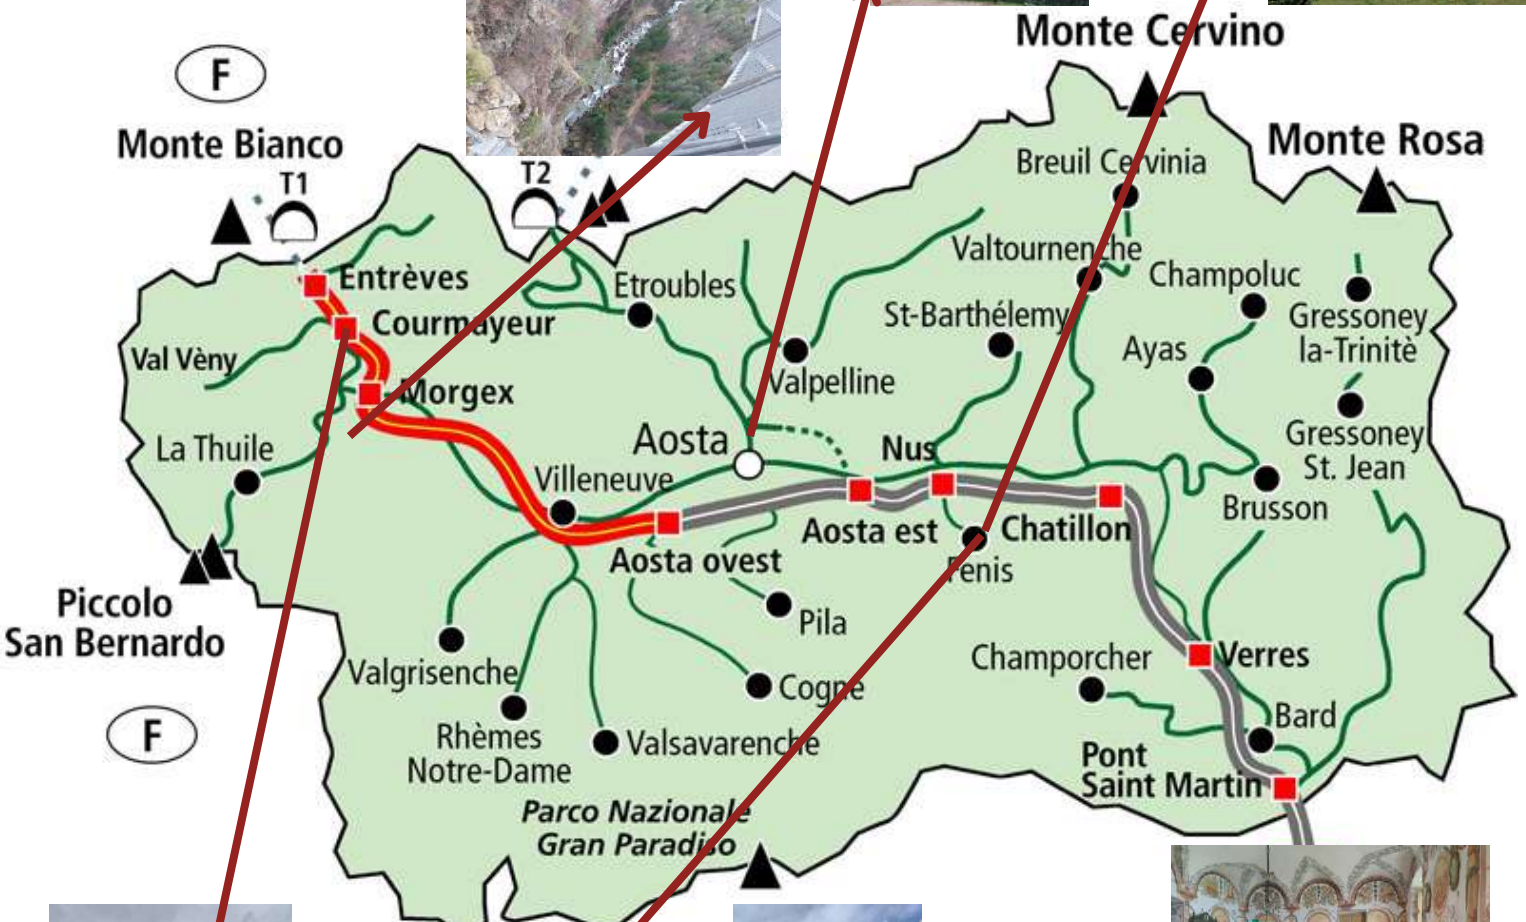 Monte Cervino
F
Monte Bianco
Monte Rosa
T1
T2
Breuil Cervinia
Valtournenche
Entrèves
Etroubles
Champoluc
Courmayeur
St-Barthélemy
Gressoney
la-Trinitè
Val Vèny
Ayas
Valpelline
Morgex
La Thuile
Aosta
Nus
Gressoney
St. Jean
Villeneuve
Brusson
Aosta est
Chatillon
Aosta ovest
Fenis
Piccolo
San Bernardo
Pila
Valgrisenche
Champorcher
Verres
Cogne
F
Rhèmes
Notre-Dame
Valsavarenche
Bard
Pont
Saint Martin
Parco Nazionale
Gran Paradiso